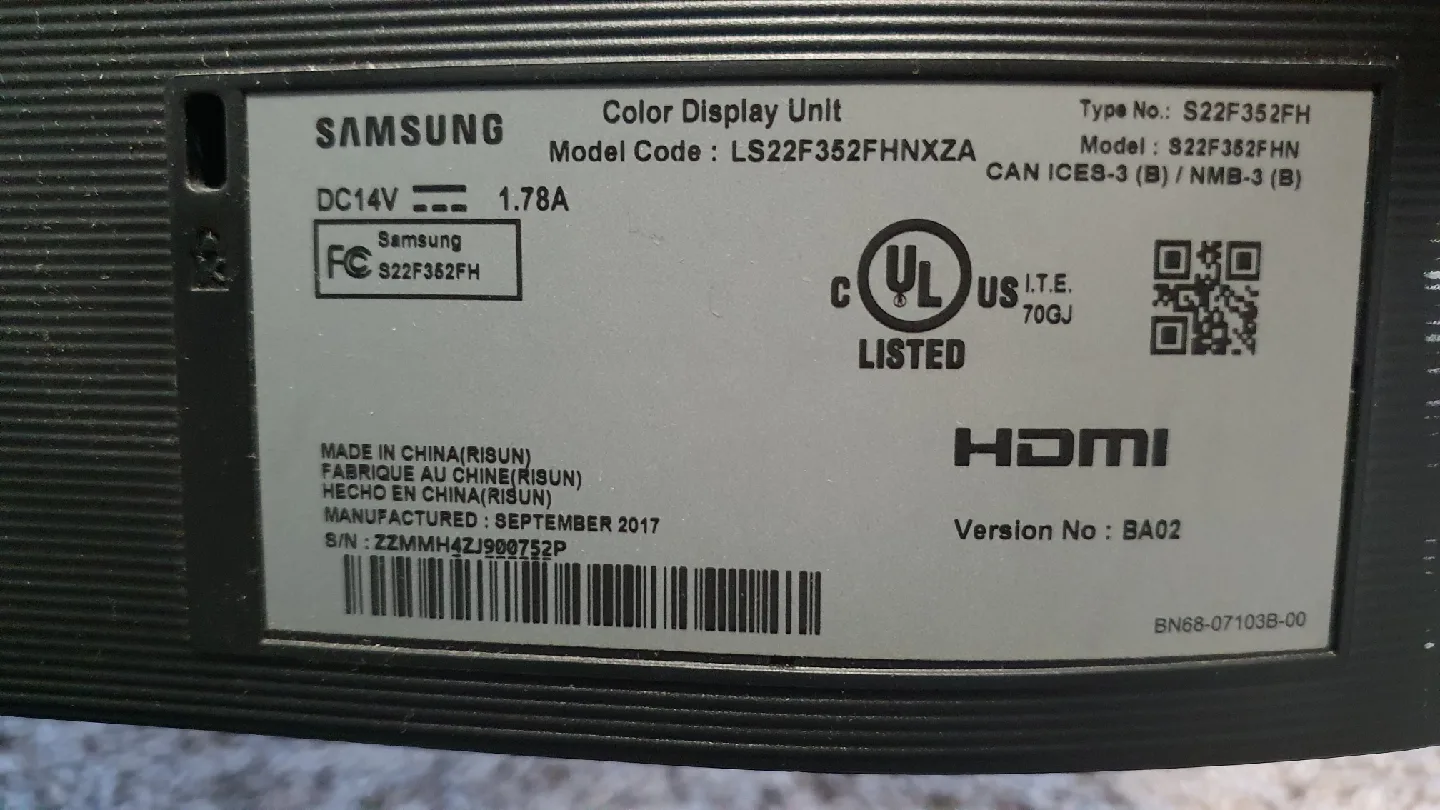 SAMSUNG
Color Display Unit
Model Code : LS22F352FHNXZA
Type No.: S22F352FH
Model : S22F352FHN
CAN ICES-3 (B) / NMB-3 (B)
DC14V 1.78A
FC Samsung
S22F352FH
C UL ® US I.T.E.
70GJ
LISTED
HDMI
MADE IN CHINA(RISUN)
FABRIQUE AU CHINE(RISUN)
HECHO EN CHINA(RISUN)
MANUFACTURED : SEPTEMBER 2017
S/N : ZZMMH4ZJ900752P
Version No : BA02
BN68-07103B-00